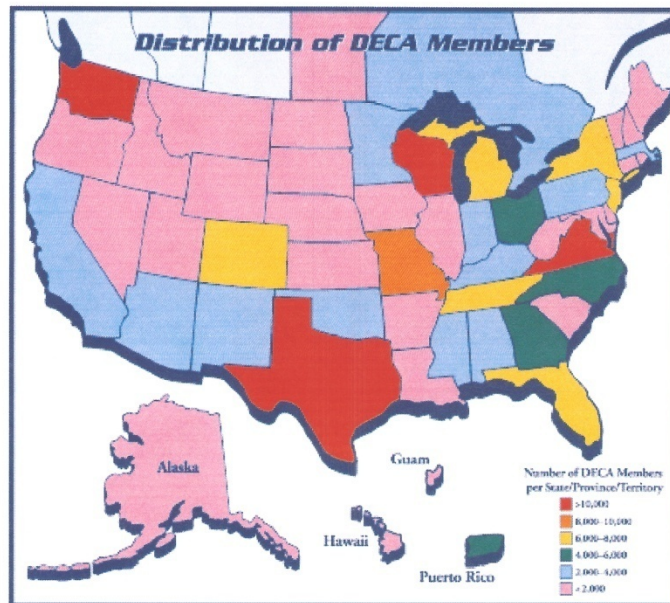 Distribution of DECA Members
Alaska
Guam
Hawaii
Puerto Rico
Number of DECA Members
per State/Province/Territory
>10,000
8,000–10,000
6,000–8,000
4,000–6,000
2,000–4,000
<2,000